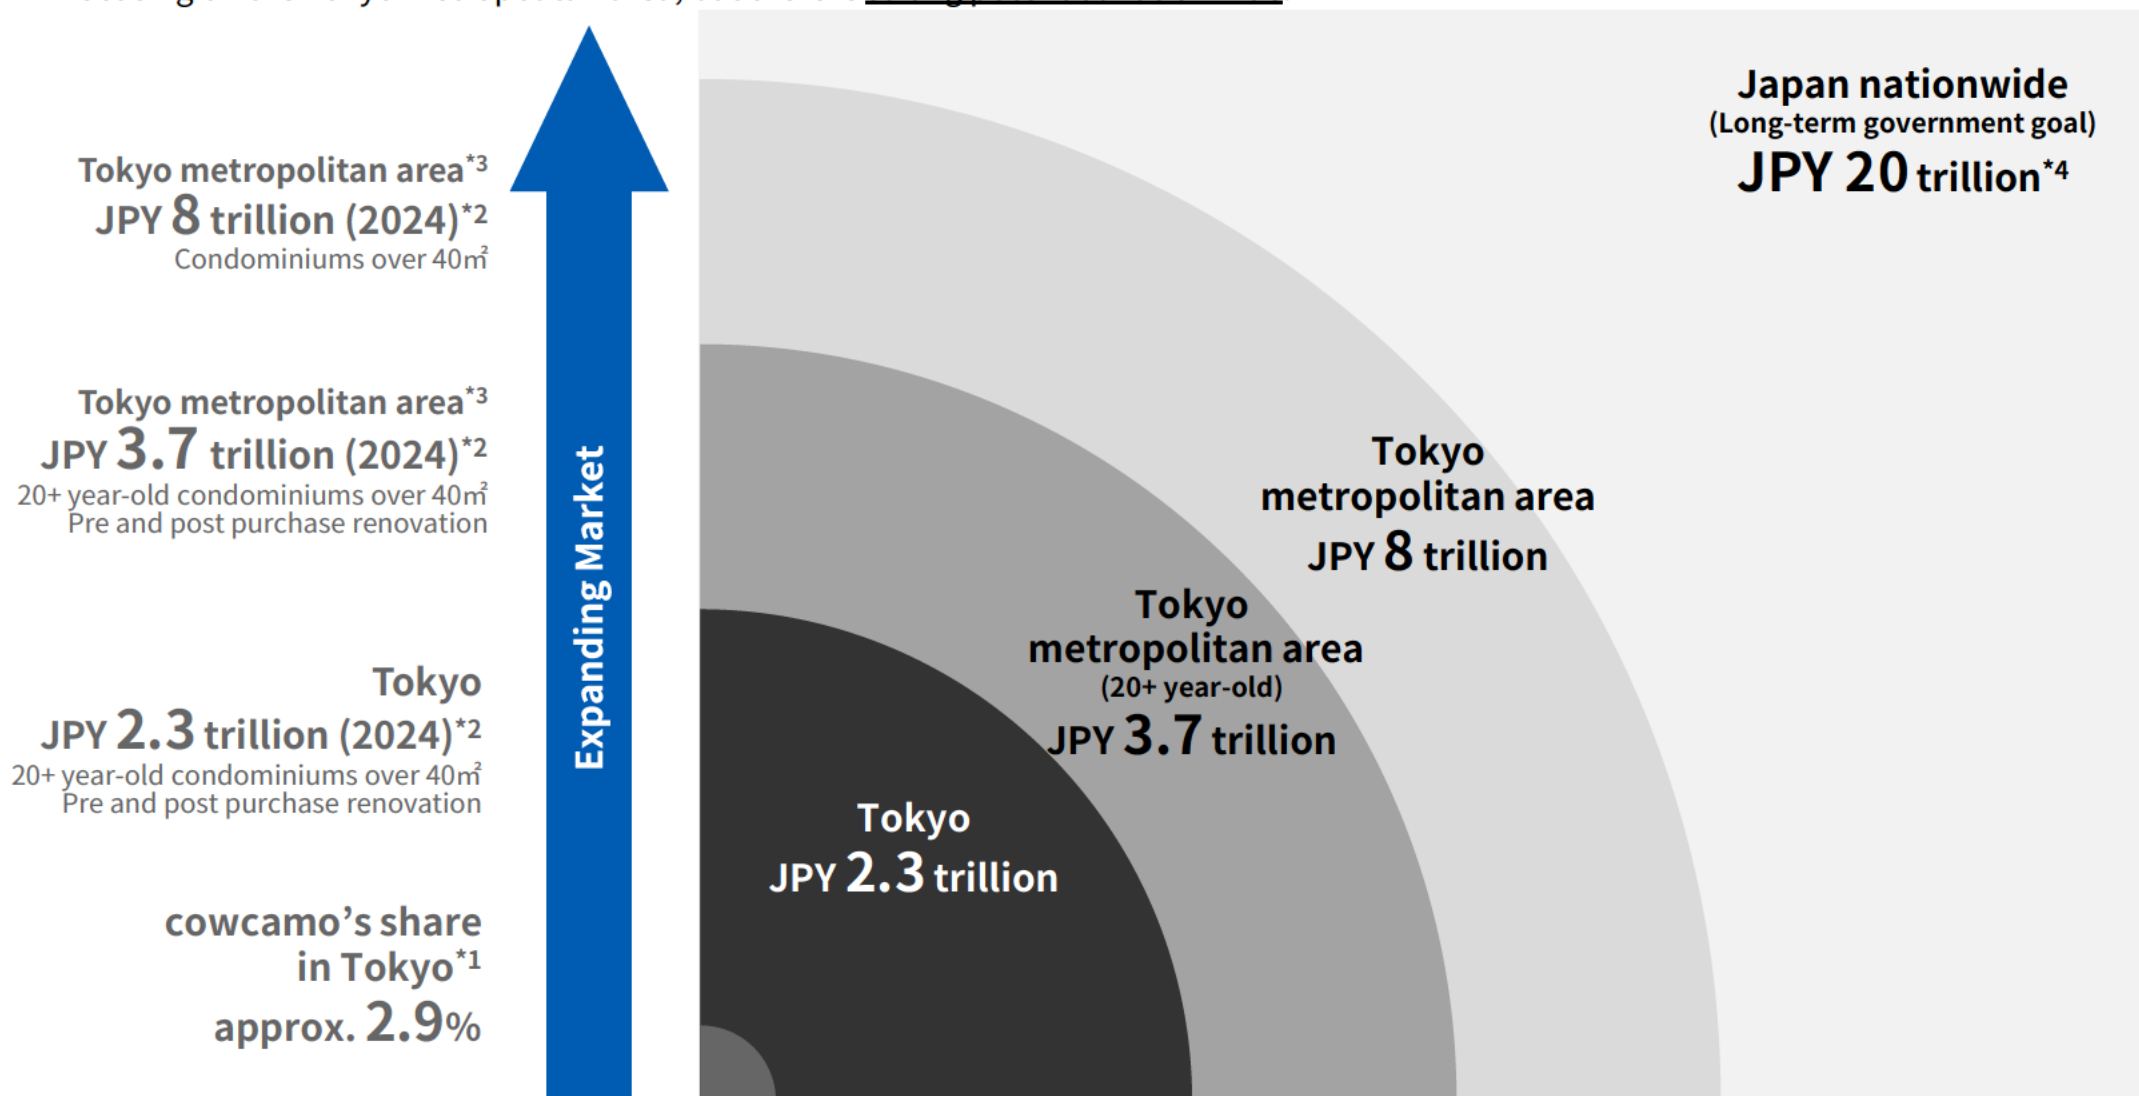 Tokyo metropolitan area*3
JPY 8 trillion (2024)*2
Condominiums over 40㎡
Tokyo metropolitan area*3
JPY 3.7 trillion (2024)*2
20+ year-old condominiums over 40㎡
Pre and post purchase renovation
Tokyo
JPY 2.3 trillion (2024)*2
20+ year-old condominiums over 40㎡
Pre and post purchase renovation
cowcamo’s share
in Tokyo*1
approx. 2.9%
Expanding Market
Japan nationwide
(Long-term government goal)
JPY 20 trillion*4
Tokyo
metropolitan area
JPY 8 trillion
Tokyo
metropolitan area
(20+ year-old)
JPY 3.7 trillion
Tokyo
JPY 2.3 trillion